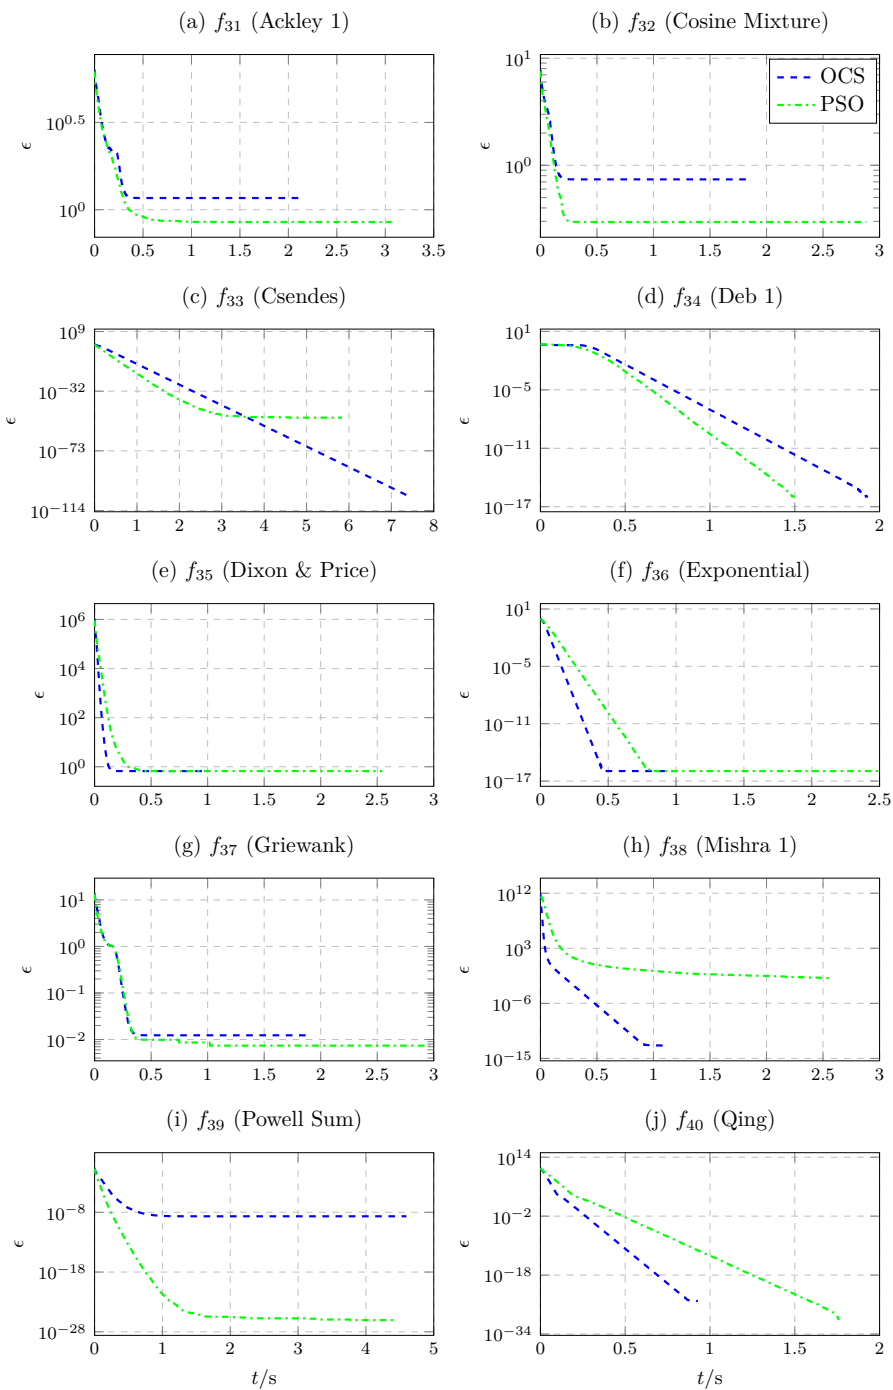 (a) f₃₁ (Ackley 1)
(b) f₃₂ (Cosine Mixture)
10^0.5
10^0
ϵ
0 0.5 1 1.5 2 2.5 3 3.5
10^1
10^0
ϵ
OCS
PSO
0 0.5 1 1.5 2 2.5 3
(c) f₃₃ (Csendes)
(d) f₃₄ (Deb 1)
10^9
10^−32
10^−73
10^−114
ϵ
0 1 2 3 4 5 6 7 8
10^1
10^−5
10^−11
10^−17
ϵ
0 0.5 1 1.5 2
(e) f₃₅ (Dixon & Price)
(f) f₃₆ (Exponential)
10^6
10^4
10^2
10^0
ϵ
0 0.5 1 1.5 2 2.5 3
10^1
10^−5
10^−11
10^−17
ϵ
0 0.5 1 1.5 2 2.5
(g) f₃₇ (Griewank)
(h) f₃₈ (Mishra 1)
10^1
10^0
10^−1
10^−2
ϵ
0 0.5 1 1.5 2 2.5 3
10^12
10^3
10^−6
10^−15
ϵ
0 0.5 1 1.5 2 2.5 3
(i) f₃₉ (Powell Sum)
(j) f₄₀ (Qing)
10^−8
10^−18
10^−28
ϵ
0 1 2 3 4 5
t/s
10^14
10^−2
10^−18
10^−34
ϵ
0 0.5 1 1.5 2
t/s